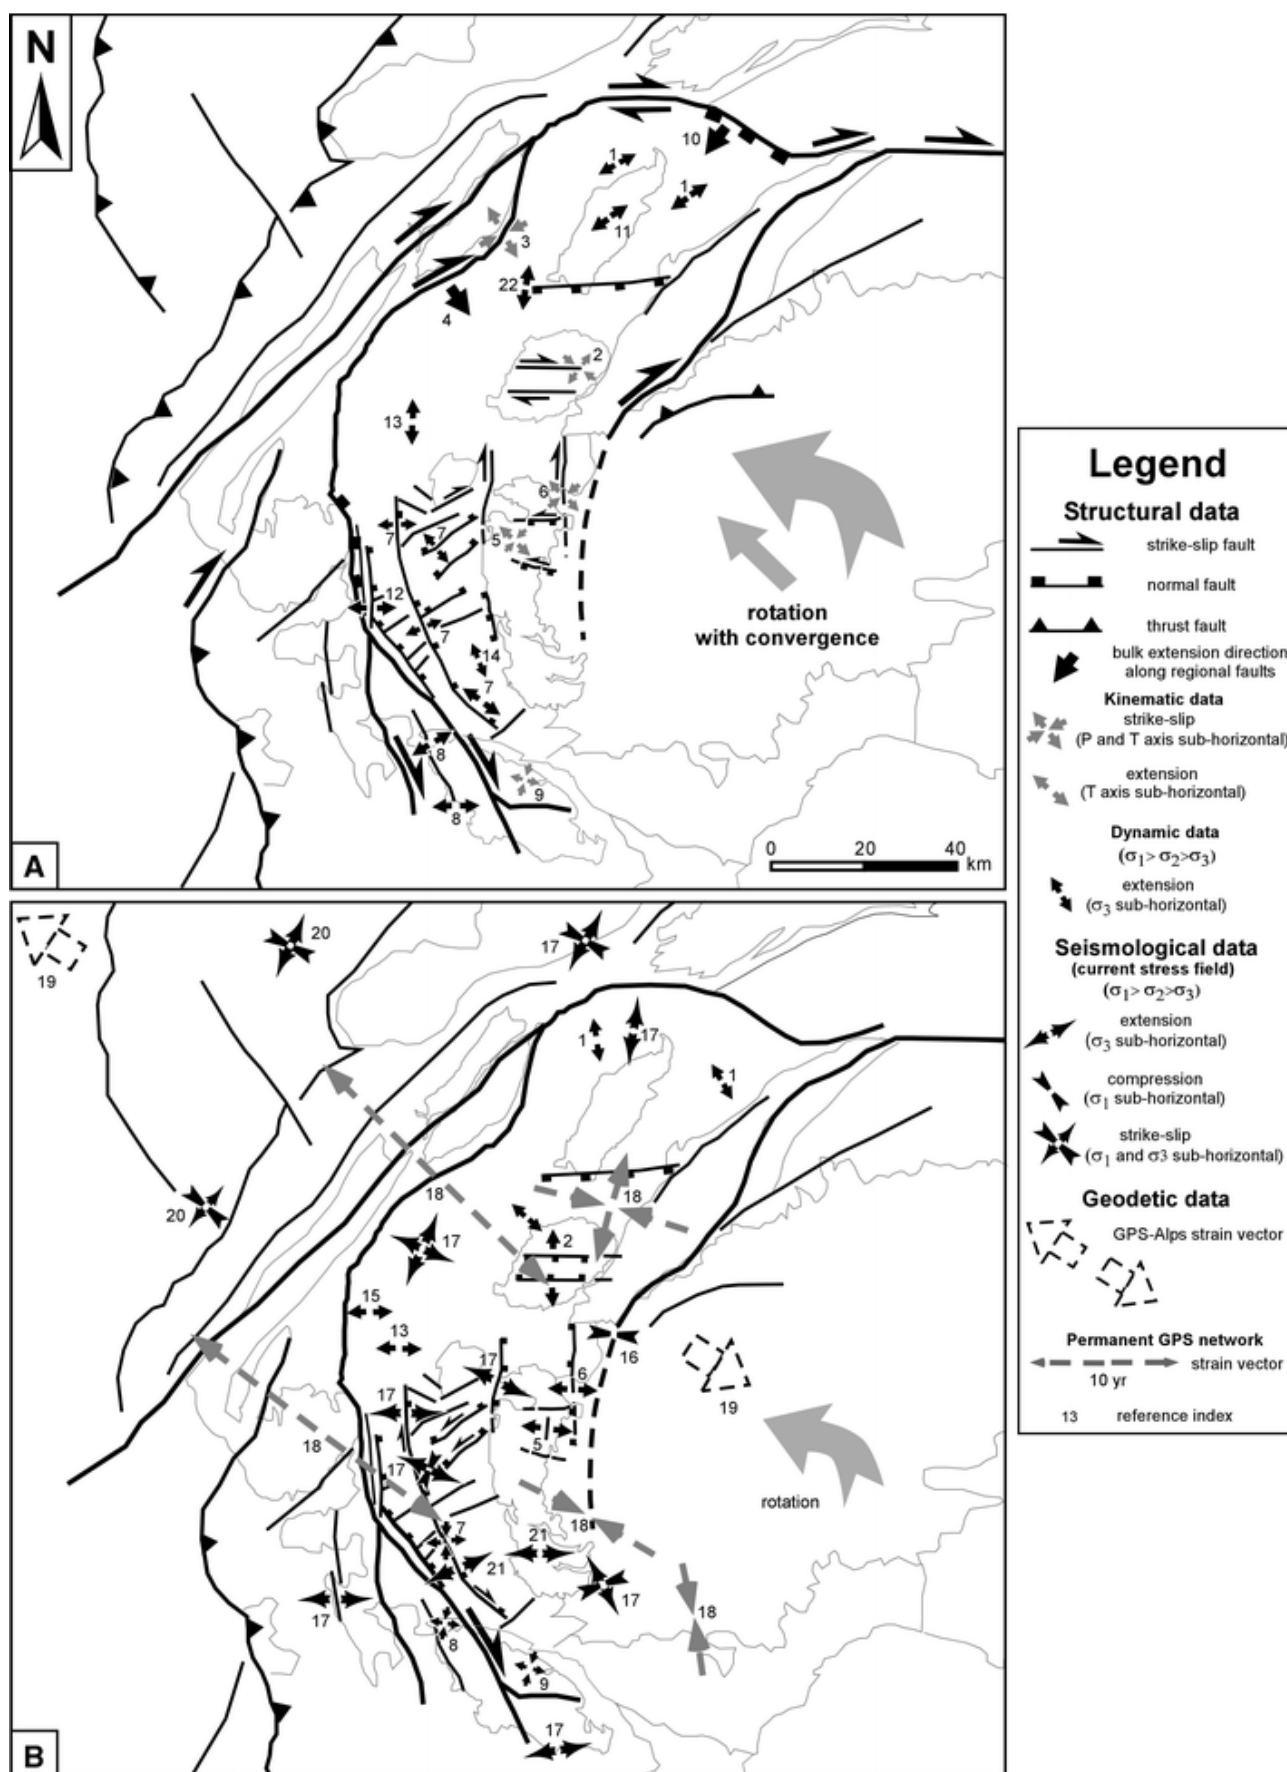 N
10
1
1
11
3
22
4
2
13
6
7
7
5
12
7
14
7
8
9
8
rotation
with convergence
0 20 40
km
A
Legend
Structural data
strike-slip fault
normal fault
thrust fault
bulk extension direction
along regional faults
Kinematic data
strike-slip
(P and T axis sub-horizontal)
extension
(T axis sub-horizontal)
Dynamic data
(σ1> σ2>σ3)
extension
(σ3 sub-horizontal)
Seismological data
(current stress field)
(σ1> σ2>σ3)
extension
(σ3 sub-horizontal)
compression
(σ1 sub-horizontal)
strike-slip
(σ1 and σ3 sub-horizontal)
Geodetic data
GPS-Alps strain vector
Permanent GPS network
strain vector
10 yr
13 reference index
19
20
17
1
17
1
20
18
18
17
2
15
13
16
17
6
19
17
5
18
17
rotation
18
7
21
21
17
17
18
8
9
17
B